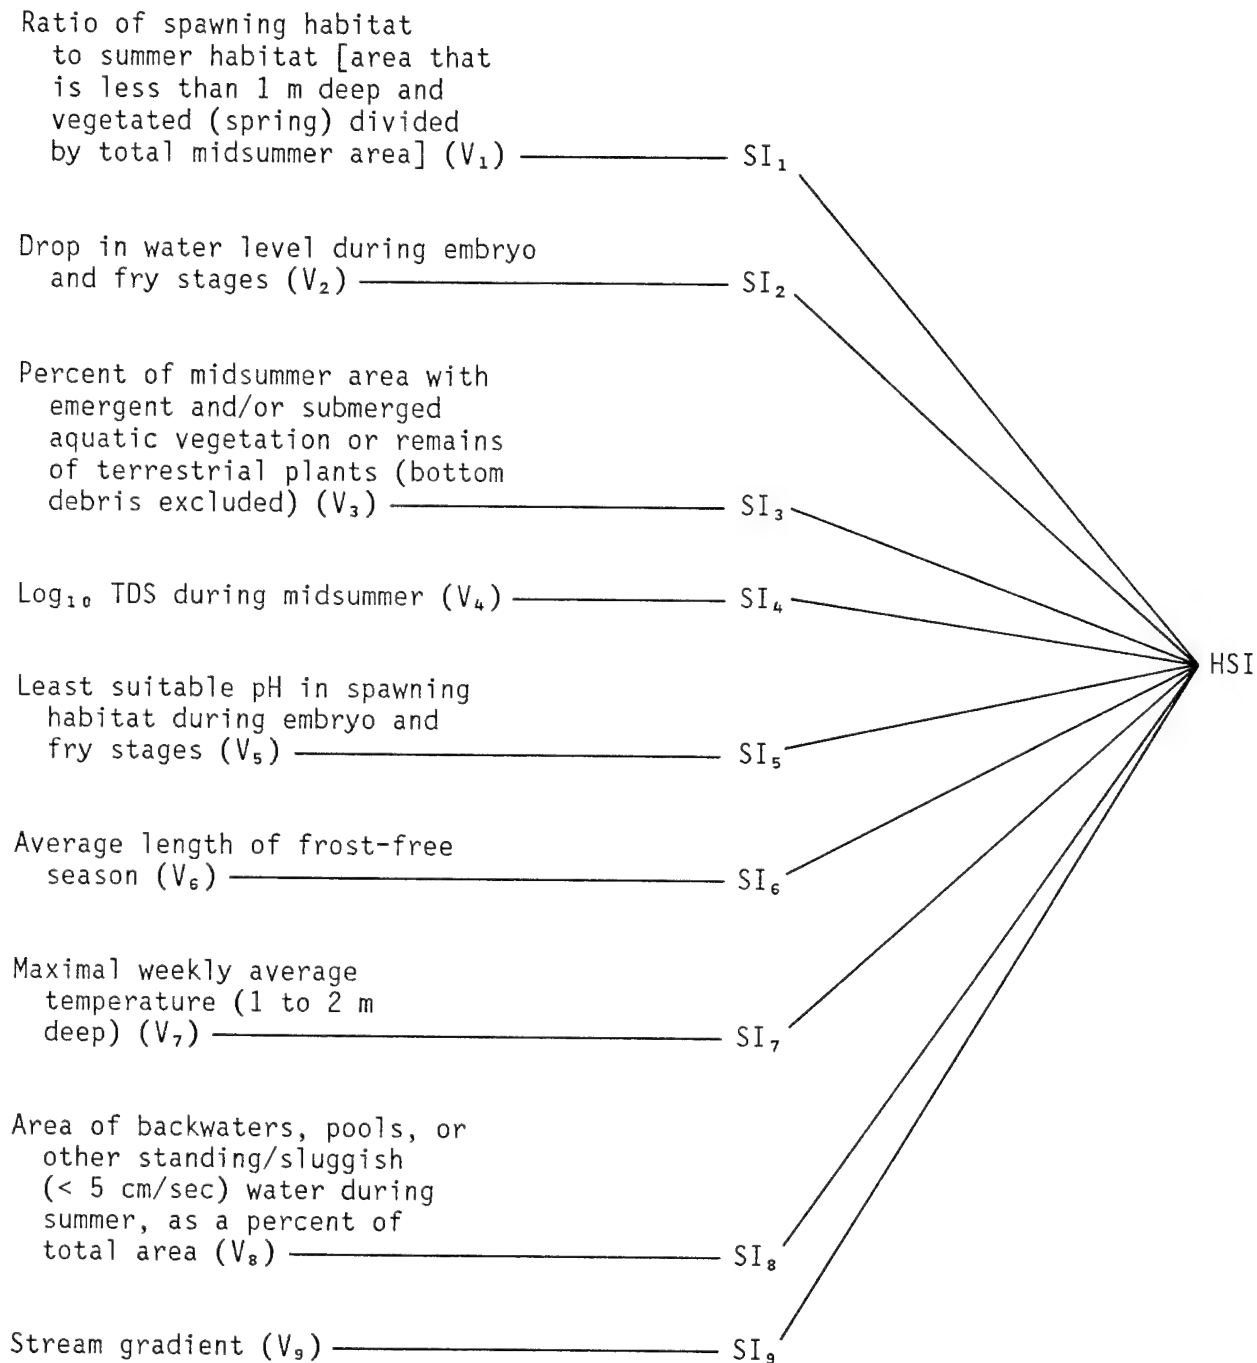 Ratio of spawning habitat
to summer habitat [area that
is less than 1 m deep and
vegetated (spring) divided
by total midsummer area] (V₁) SI₁
Drop in water level during embryo
and fry stages (V₂) SI₂
Percent of midsummer area with
emergent and/or submerged
aquatic vegetation or remains
of terrestrial plants (bottom
debris excluded) (V₃) SI₃
Log₁₀ TDS during midsummer (V₄) SI₄
HSI
Least suitable pH in spawning
habitat during embryo and
fry stages (V₅) SI₅
Average length of frost-free
season (V₆) SI₆
Maximal weekly average
temperature (1 to 2 m
deep) (V₇) SI₇
Area of backwaters, pools, or
other standing/sluggish
(< 5 cm/sec) water during
summer, as a percent of
total area (V₈) SI₈
Stream gradient (V₉) SI₉